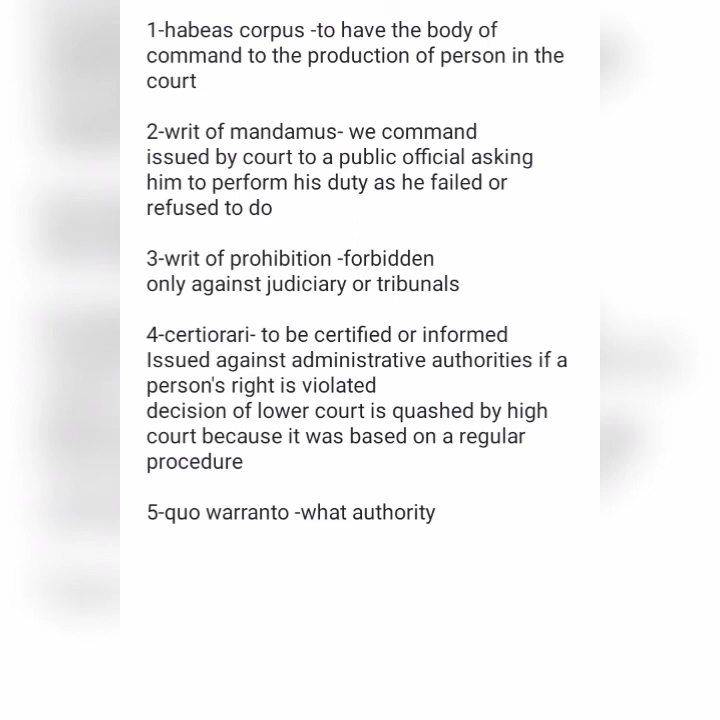 1-habeas corpus -to have the body of
command to the production of person in the
court
2-writ of mandamus- we command
issued by court to a public official asking
him to perform his duty as he failed or
refused to do
3-writ of prohibition -forbidden
only against judiciary or tribunals
4-certiorari- to be certified or informed
Issued against administrative authorities if a
person's right is violated
decision of lower court is quashed by high
court because it was based on a regular
procedure
5-quo warranto -what authority